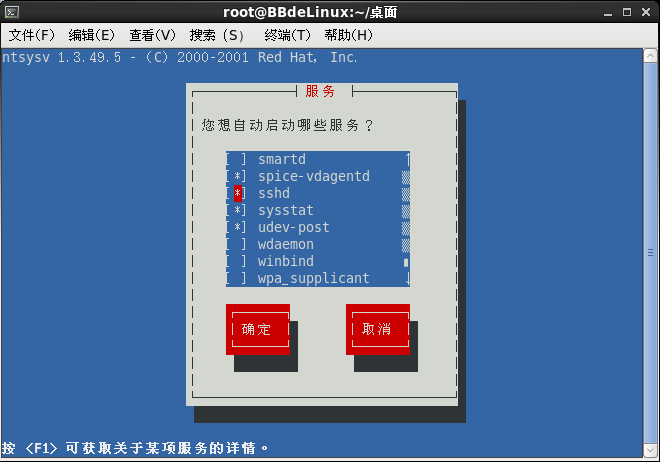 root@BBdeLinux:~/桌面
文件(F) 编辑(E) 查看(V) 搜索 (S) 终端(T) 帮助(H)
ntsysv 1.3.49.5 - (C) 2000-2001 Red Hat, Inc.
服务
您想自动启动哪些服务？
[ ] smartd
[*] spice-vdagentd
[*] sshd
[*] sysstat
[*] udev-post
[ ] wdaemon
[ ] winbind
[ ] wpa_supplicant
确定 取消
按 <F1> 可获取关于某项服务的详情。